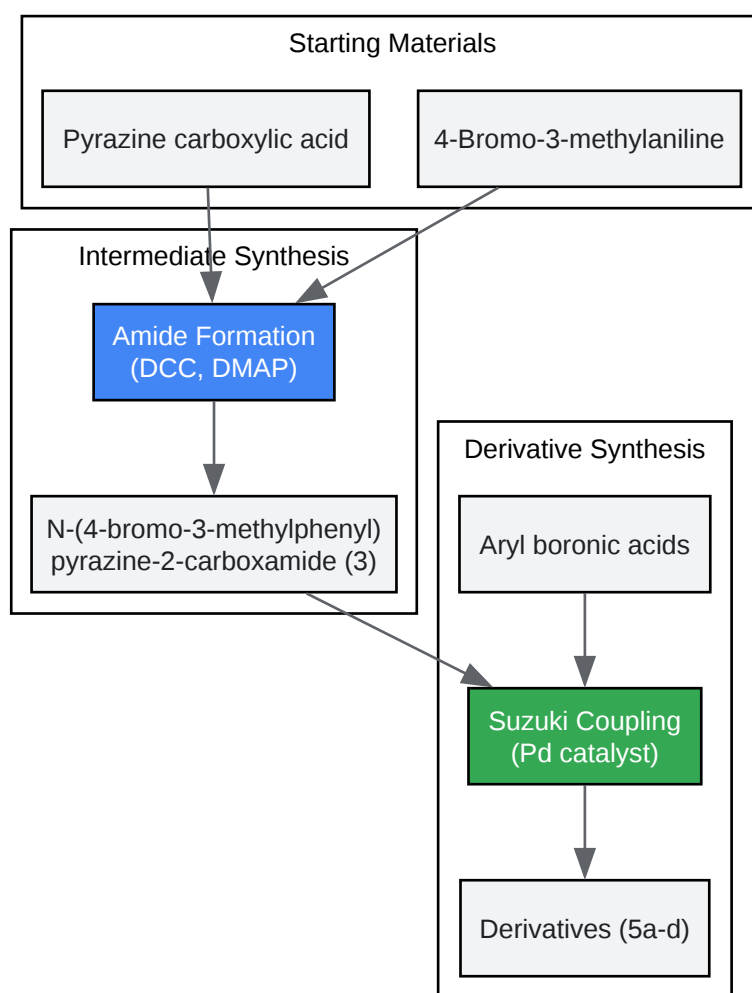 Starting Materials
Pyrazine carboxylic acid
4-Bromo-3-methylaniline
Intermediate Synthesis
Amide Formation
(DCC, DMAP)
N-(4-bromo-3-methylphenyl)
pyrazine-2-carboxamide (3)
Derivative Synthesis
Aryl boronic acids
Suzuki Coupling
(Pd catalyst)
Derivatives (5a-d)